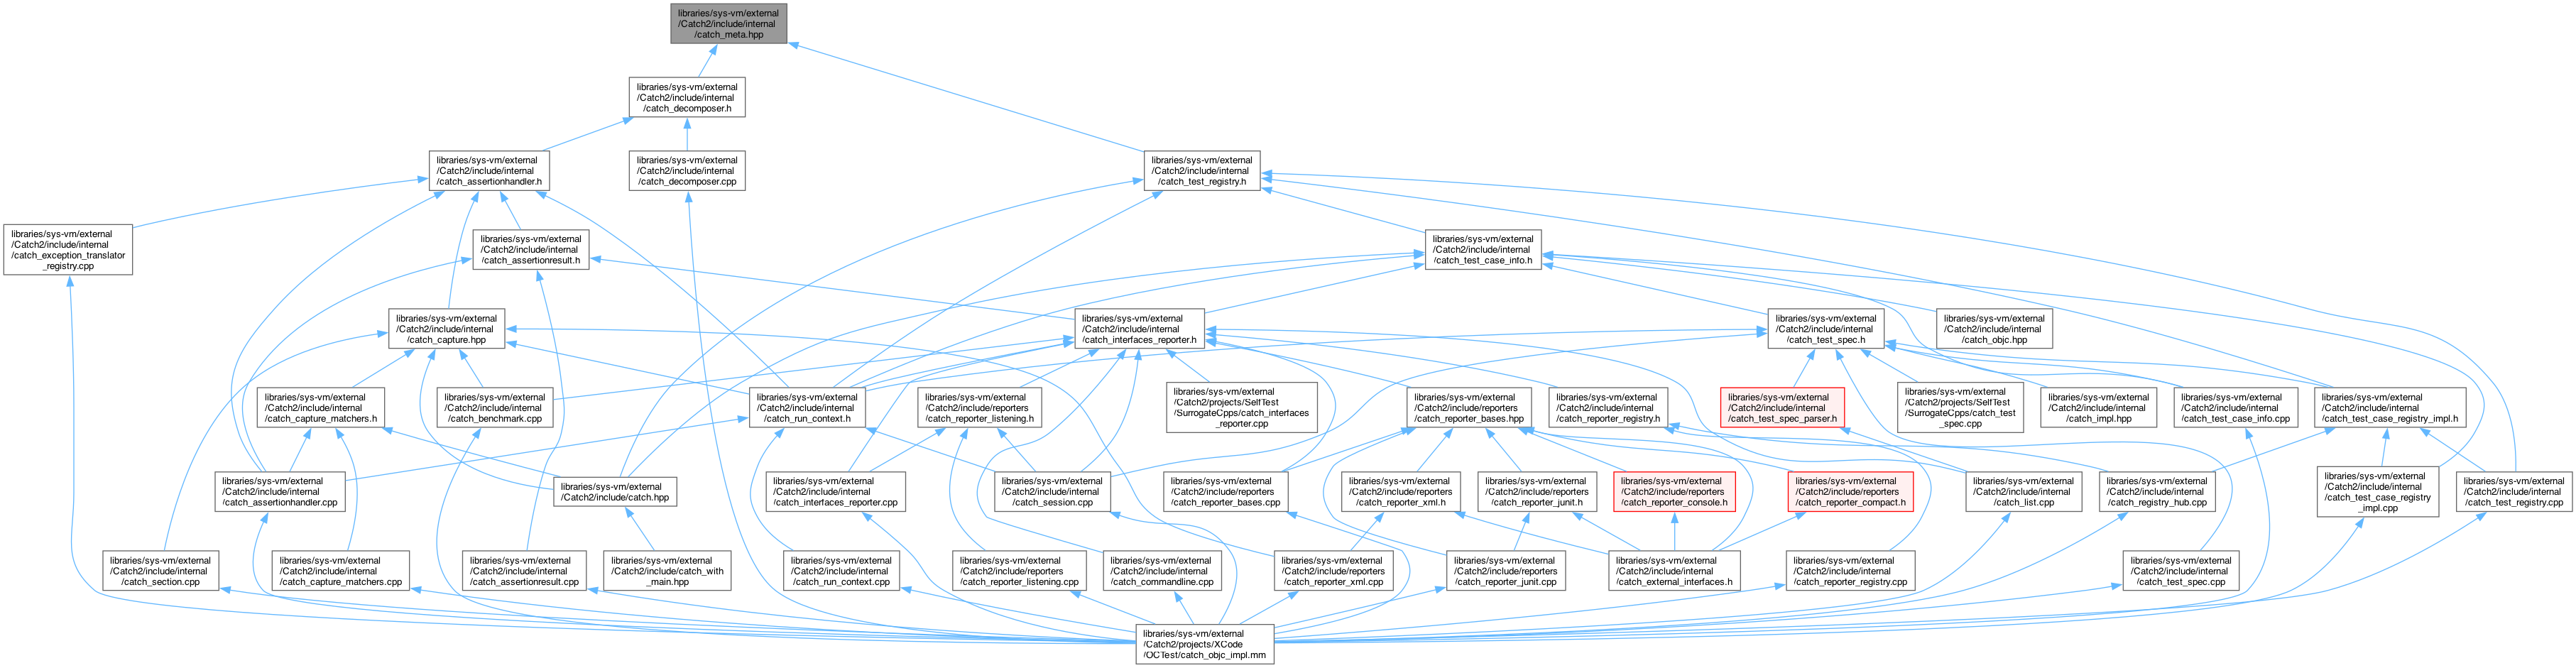 libraries/sys-vm/external
/Catch2/include/internal
/catch_meta.hpp
libraries/sys-vm/external
/Catch2/include/internal
/catch_decomposer.h
libraries/sys-vm/external
/Catch2/include/internal
/catch_assertionhandler.h
libraries/sys-vm/external
/Catch2/include/internal
/catch_decomposer.cpp
libraries/sys-vm/external
/Catch2/include/internal
/catch_test_registry.h
libraries/sys-vm/external
/Catch2/include/internal
/catch_exception_translator
_registry.cpp
libraries/sys-vm/external
/Catch2/include/internal
/catch_assertionresult.h
libraries/sys-vm/external
/Catch2/include/internal
/catch_test_case_info.h
libraries/sys-vm/external
/Catch2/include/internal
/catch_capture.hpp
libraries/sys-vm/external
/Catch2/include/internal
/catch_interfaces_reporter.h
libraries/sys-vm/external
/Catch2/include/internal
/catch_test_spec.h
libraries/sys-vm/external
/Catch2/include/internal
/catch_objc.hpp
libraries/sys-vm/external
/Catch2/include/internal
/catch_capture_matchers.h
libraries/sys-vm/external
/Catch2/include/internal
/catch_benchmark.cpp
libraries/sys-vm/external
/Catch2/include/internal
/catch_run_context.h
libraries/sys-vm/external
/Catch2/include/reporters
/catch_reporter_listening.h
libraries/sys-vm/external
/Catch2/projects/SelfTest
/SurrogateCpps/catch_interfaces
_reporter.cpp
libraries/sys-vm/external
/Catch2/include/reporters
/catch_reporter_bases.hpp
libraries/sys-vm/external
/Catch2/include/internal
/catch_reporter_registry.h
libraries/sys-vm/external
/Catch2/include/internal
/catch_test_spec_parser.h
libraries/sys-vm/external
/Catch2/projects/SelfTest
/SurrogateCpps/catch_test
_spec.cpp
libraries/sys-vm/external
/Catch2/include/internal
/catch_impl.hpp
libraries/sys-vm/external
/Catch2/include/internal
/catch_test_case_info.cpp
libraries/sys-vm/external
/Catch2/include/internal
/catch_test_case_registry_impl.h
libraries/sys-vm/external
/Catch2/include/internal
/catch_assertionhandler.cpp
libraries/sys-vm/external
/Catch2/include/catch.hpp
libraries/sys-vm/external
/Catch2/include/internal
/catch_interfaces_reporter.cpp
libraries/sys-vm/external
/Catch2/include/internal
/catch_session.cpp
libraries/sys-vm/external
/Catch2/include/reporters
/catch_reporter_bases.cpp
libraries/sys-vm/external
/Catch2/include/reporters
/catch_reporter_xml.h
libraries/sys-vm/external
/Catch2/include/reporters
/catch_reporter_junit.h
libraries/sys-vm/external
/Catch2/include/reporters
/catch_reporter_console.h
libraries/sys-vm/external
/Catch2/include/reporters
/catch_reporter_compact.h
libraries/sys-vm/external
/Catch2/include/internal
/catch_list.cpp
libraries/sys-vm/external
/Catch2/include/internal
/catch_registry_hub.cpp
libraries/sys-vm/external
/Catch2/include/internal
/catch_test_case_registry
_impl.cpp
libraries/sys-vm/external
/Catch2/include/internal
/catch_test_registry.cpp
libraries/sys-vm/external
/Catch2/include/internal
/catch_section.cpp
libraries/sys-vm/external
/Catch2/include/internal
/catch_capture_matchers.cpp
libraries/sys-vm/external
/Catch2/include/internal
/catch_assertionresult.cpp
libraries/sys-vm/external
/Catch2/include/catch_with
_main.hpp
libraries/sys-vm/external
/Catch2/include/internal
/catch_run_context.cpp
libraries/sys-vm/external
/Catch2/include/reporters
/catch_reporter_listening.cpp
libraries/sys-vm/external
/Catch2/include/internal
/catch_commandline.cpp
libraries/sys-vm/external
/Catch2/include/reporters
/catch_reporter_xml.cpp
libraries/sys-vm/external
/Catch2/include/reporters
/catch_reporter_junit.cpp
libraries/sys-vm/external
/Catch2/include/internal
/catch_external_interfaces.h
libraries/sys-vm/external
/Catch2/include/internal
/catch_reporter_registry.cpp
libraries/sys-vm/external
/Catch2/include/internal
/catch_test_spec.cpp
libraries/sys-vm/external
/Catch2/projects/XCode
/OCTest/catch_objc_impl.mm